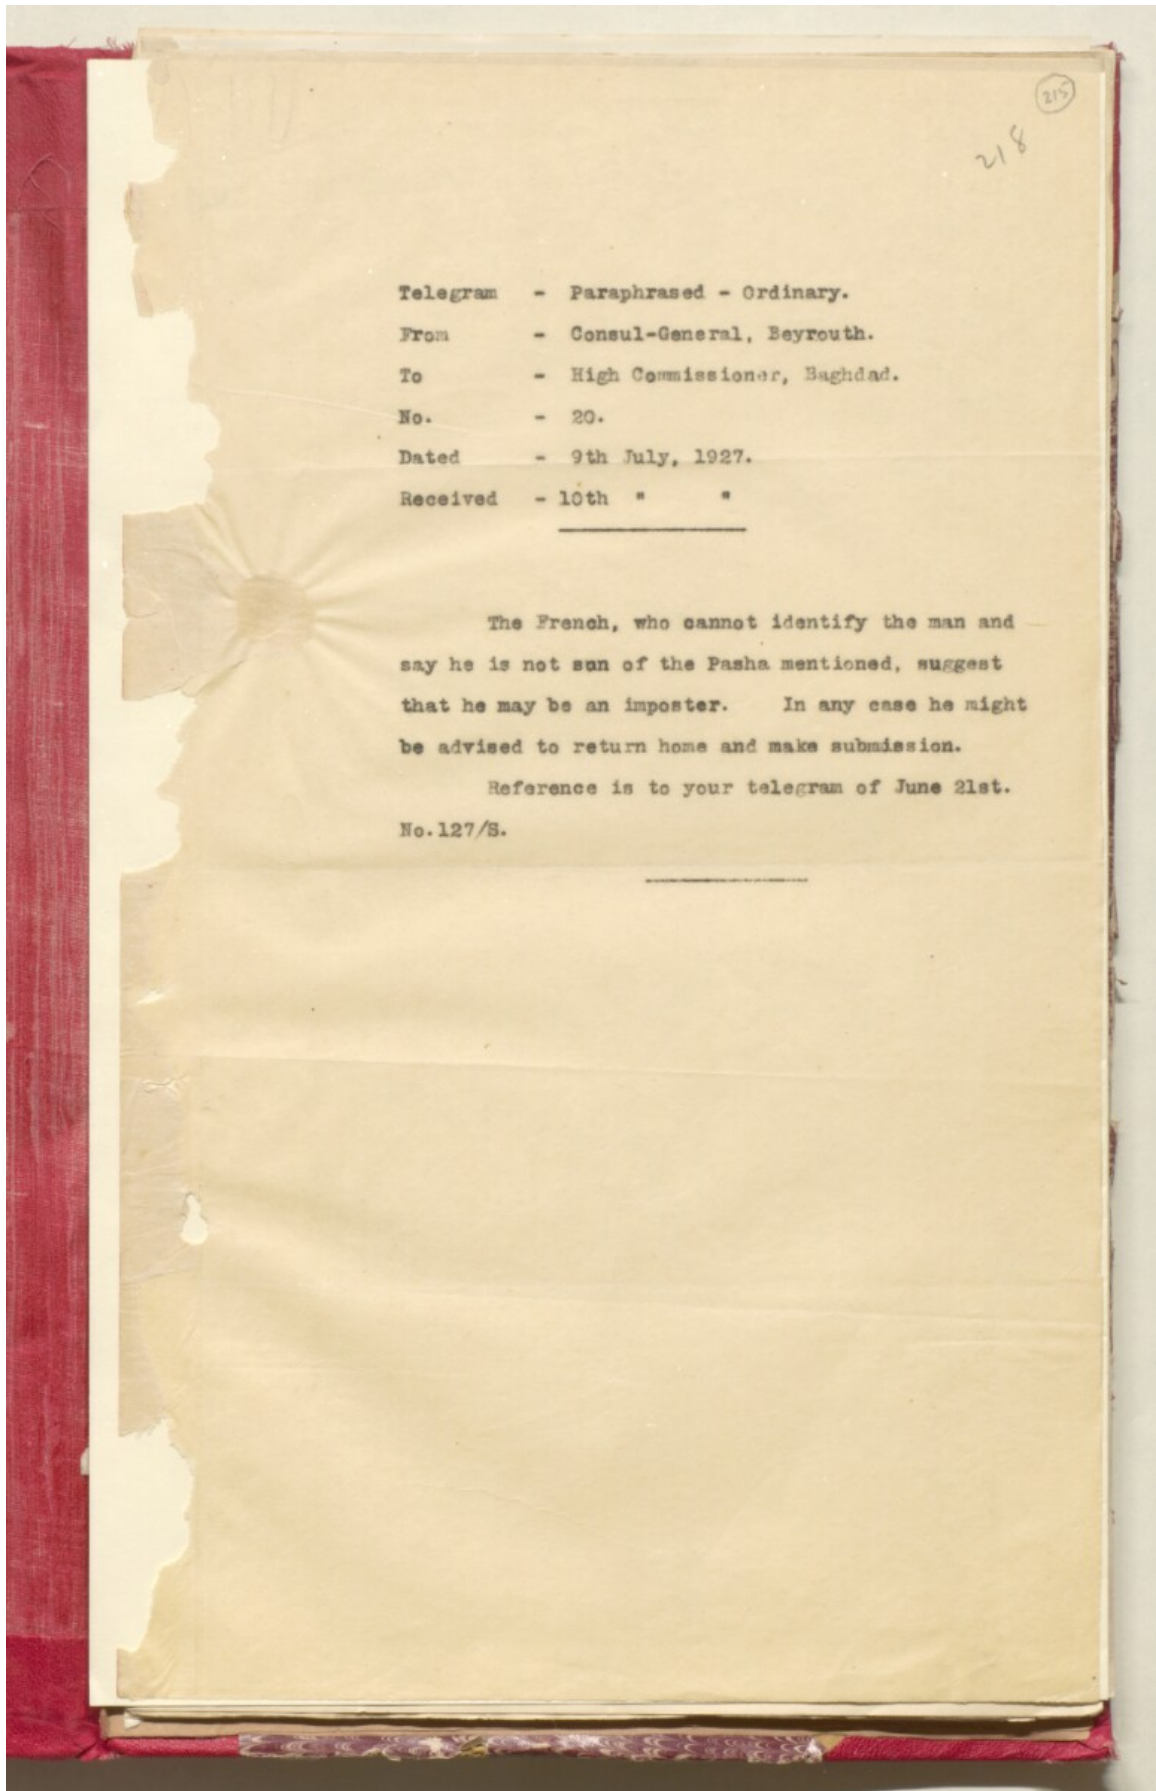 215
218
Telegram - Paraphrased - Ordinary.
From - Consul-General, Beyrouth.
To - High Commissioner, Baghdad.
No. - 20.
Dated - 9th July, 1927.
Received - 10th " "
The French, who cannot identify the man and
say he is not son of the Pasha mentioned, suggest
that he may be an imposter. In any case he might
be advised to return home and make submission.
Reference is to your telegram of June 21st.
No.127/S.